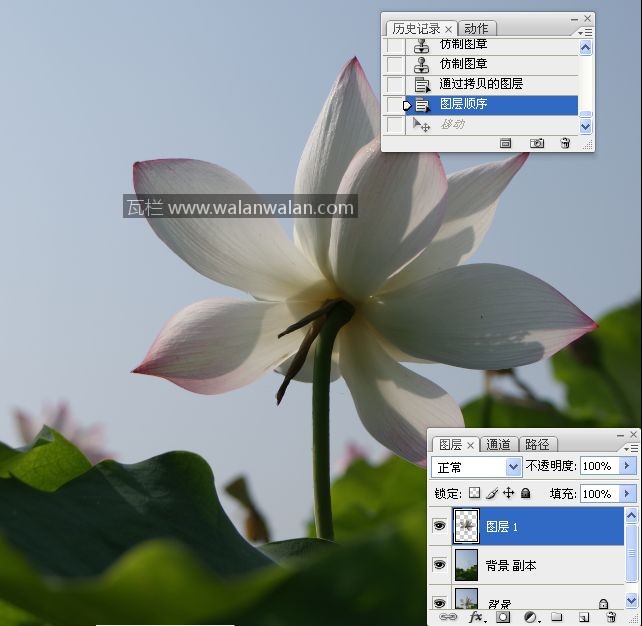 历史记录 × 动作
仿制图章
仿制图章
通过拷贝的图层
图层顺序
移动
瓦栏 www.walanwalan.com
图层 × 通道 路径
正常 不透明度: 100%
锁定: 填充: 100%
图层 1
背景 副本
背景
fx